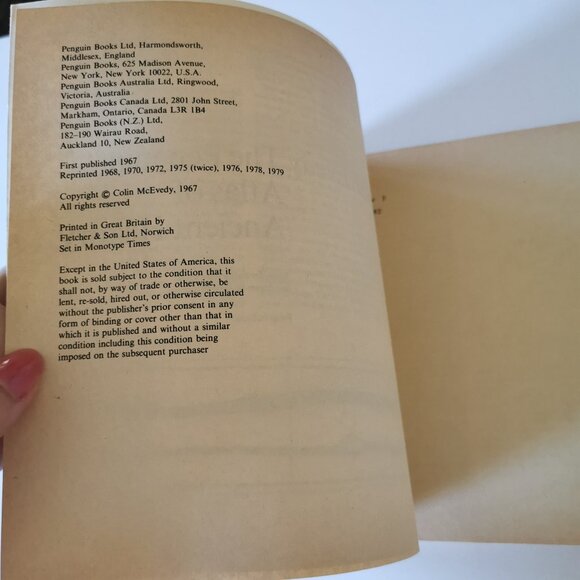 Penguin Books Ltd, Harmondsworth,
Middlesex, England
Penguin Books, 625 Madison Avenue,
New York, New York 10022, U.S.A.
Penguin Books Australia Ltd, Ringwood,
Victoria, Australia
Penguin Books Canada Ltd, 2801 John Street,
Markham, Ontario, Canada L3R 1B4
Penguin Books (N.Z.) Ltd,
182–190 Wairau Road,
Auckland 10, New Zealand
First published 1967
Reprinted 1968, 1970, 1972, 1975 (twice), 1976, 1978, 1979
Copyright © Colin McEvedy, 1967
All rights reserved
Printed in Great Britain by
Fletcher & Son Ltd, Norwich
Set in Monotype Times
Except in the United States of America, this
book is sold subject to the condition that it
shall not, by way of trade or otherwise, be
lent, re-sold, hired out, or otherwise circulated
without the publisher's prior consent in any
form of binding or cover other than that in
which it is published and without a similar
condition including this condition being
imposed on the subsequent purchaser